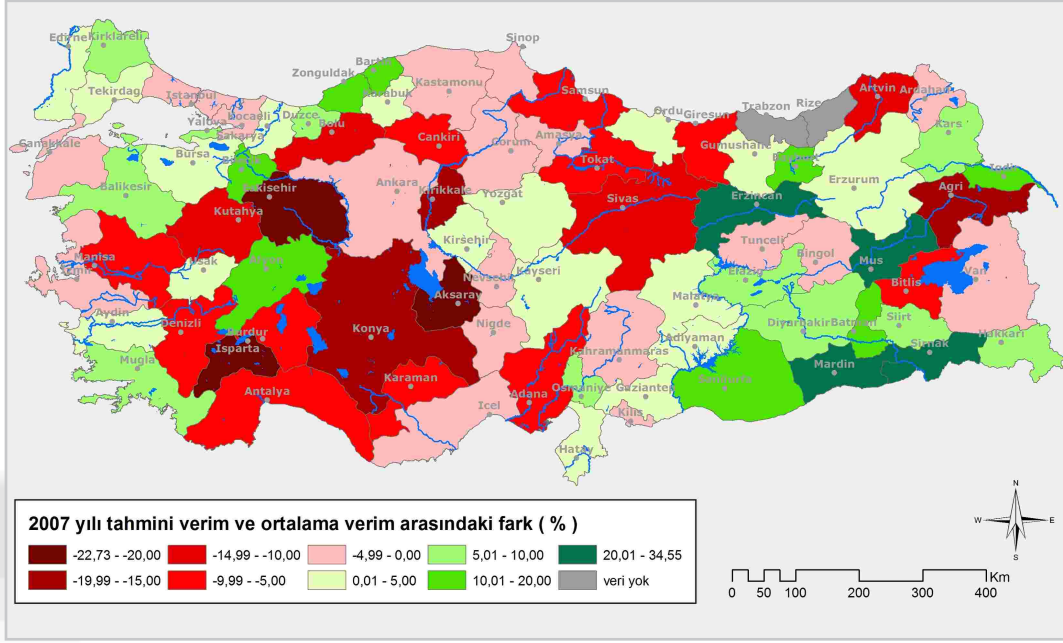 Sinop
Edirne Kirklareli
Bartin
Zonguldak
Kastamonu
Artvin
Ardahan
Tekirdag
Istanbul
Karabuk
Samsun
Ordu
Giresun
Trabzon Rize
Yalova
Kocaeli
Duzce
Bolu
Sakarya
Kars
Canakkale
Cankiri
Corum
Amasya
Gumushane
Bursa
Tokat
Igdir
Balikesir
Eskisehir
Ankara
Kirikkale
Yozgat
Sivas
Erzincan
Erzurum
Agri
Kutahya
Kirsehir
Tunceli
Bingol
Mus
Manisa
Izmir
Usak
Nevsehir
Kayseri
Elazig
Van
Aksaray
Malatya
Bitlis
Aydin
Denizli
Burdur
Isparta
Konya
Nigde
Diyarbakir
Batman
Siirt
Adiyaman
Hakkari
Mugla
Kahramanmaras
Mardin
Sirnak
Antalya
Karaman
Adana
Osmaniye
Gaziantep
Sanliurfa
Icel
Kilis
Hatay
2007 yılı tahmini verim ve ortalama verim arasındaki fark ( % )
-22,73 - -20,00 -14,99 - -10,00 -4,99 - 0,00 5,01 - 10,00 20,01 - 34,55
-19,99 - -15,00 -9,99 - -5,00 0,01 - 5,00 10,01 - 20,00 veri yok
N
W E
S
Km
0 50 100 200 300 400